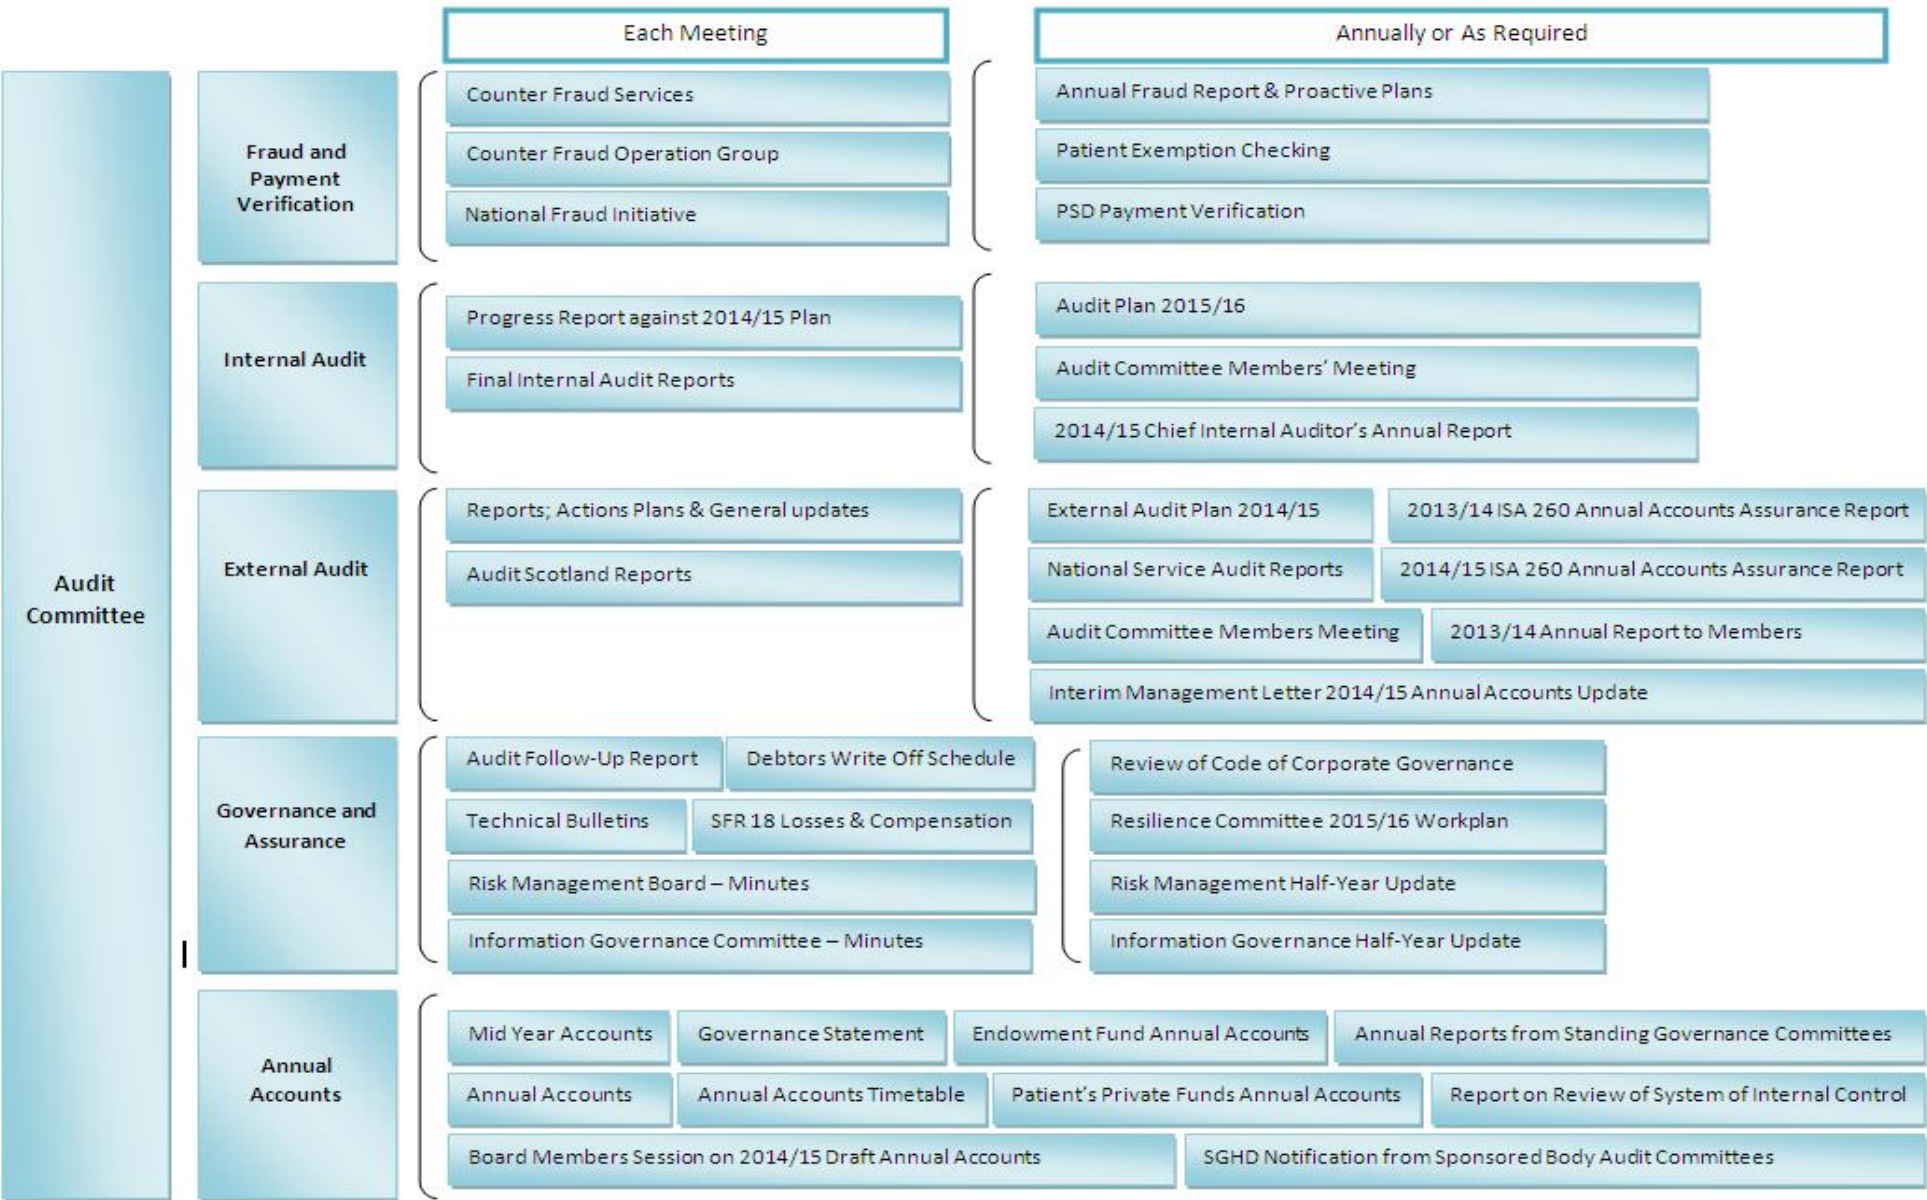 Each Meeting
Annually or As Required
Audit
Committee
Fraud and
Payment
Verification
Counter Fraud Services
Counter Fraud Operation Group
National Fraud Initiative
Annual Fraud Report & Proactive Plans
Patient Exemption Checking
PSD Payment Verification
Internal Audit
Progress Report against 2014/15 Plan
Final Internal Audit Reports
Audit Plan 2015/16
Audit Committee Members’ Meeting
2014/15 Chief Internal Auditor’s Annual Report
External Audit
Reports; Actions Plans & General updates
Audit Scotland Reports
External Audit Plan 2014/15
2013/14 ISA 260 Annual Accounts Assurance Report
National Service Audit Reports
2014/15 ISA 260 Annual Accounts Assurance Report
Audit Committee Members Meeting
2013/14 Annual Report to Members
Interim Management Letter 2014/15 Annual Accounts Update
Governance and
Assurance
Audit Follow-Up Report
Debtors Write Off Schedule
Technical Bulletins
SFR 18 Losses & Compensation
Risk Management Board – Minutes
Information Governance Committee – Minutes
Review of Code of Corporate Governance
Resilience Committee 2015/16 Workplan
Risk Management Half-Year Update
Information Governance Half-Year Update
Annual
Accounts
Mid Year Accounts
Governance Statement
Endowment Fund Annual Accounts
Annual Reports from Standing Governance Committees
Annual Accounts
Annual Accounts Timetable
Patient’s Private Funds Annual Accounts
Report on Review of System of Internal Control
Board Members Session on 2014/15 Draft Annual Accounts
SGHD Notification from Sponsored Body Audit Committees